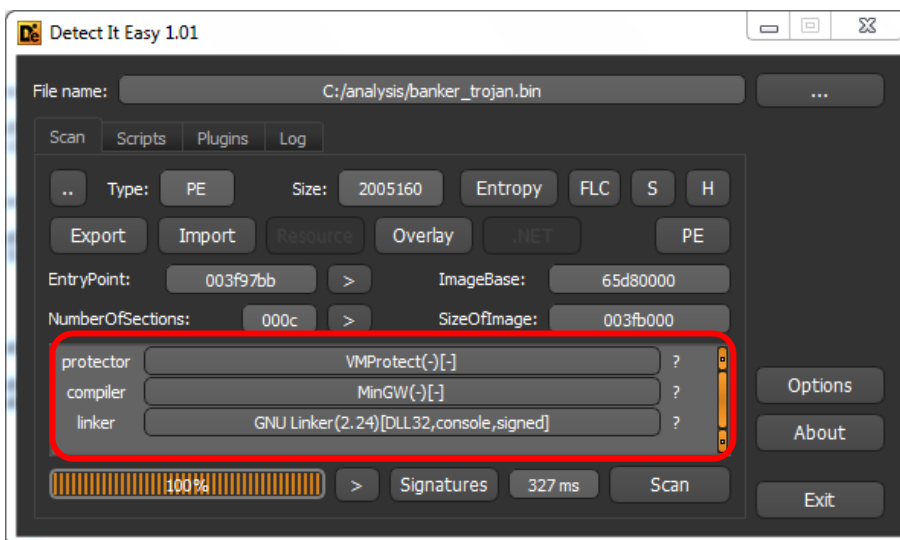 Detect It Easy 1.01
File name: C:/analysis/banker_trojan.bin ...
Scan Scripts Plugins Log
.. Type: PE Size: 2005160 Entropy FLC S H
Export Import Resource Overlay .NET PE
EntryPoint: 003f97bb > ImageBase: 65d80000
NumberOfSections: 000c > SizeOfImage: 003fb000
protector VMProtect(-)[-] ?
compiler MinGW(-)[-] ?
linker GNU Linker(2.24)[DLL32,console,signed] ?
Options
About
100% > Signatures 327 ms Scan
Exit